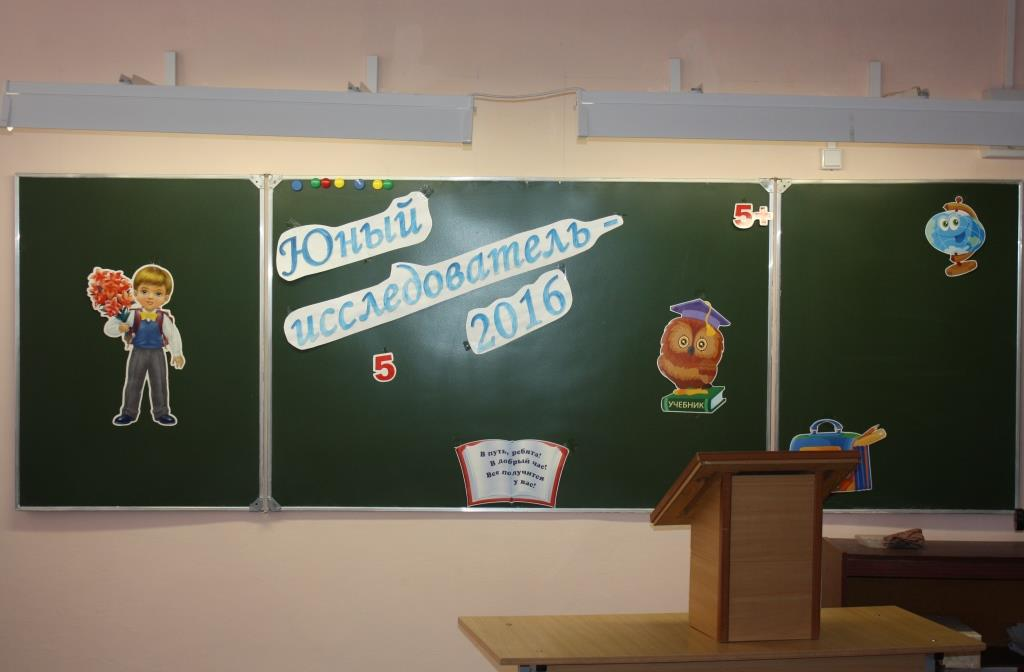 Юный
исследователь -
2016
5+
5
УЧЕБНИК
В путь, ребята!
В добрый час!
Все получится
у вас!